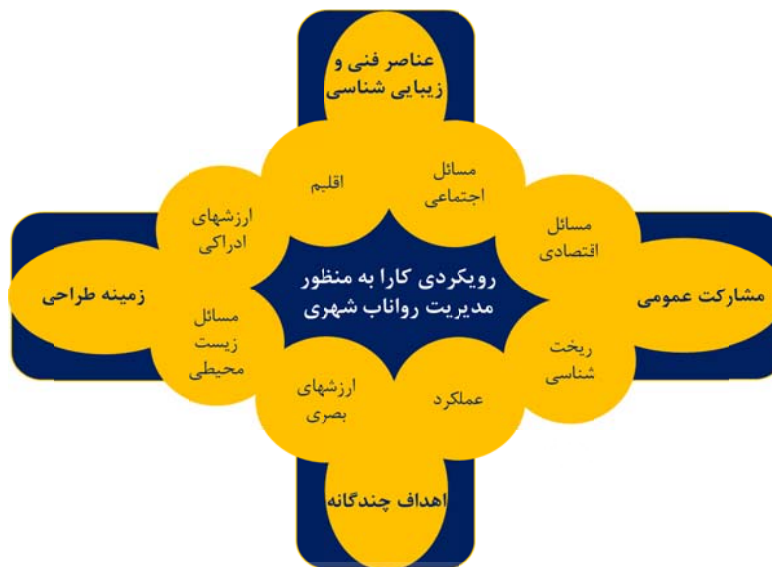 عناصر فنی و
زیبایی شناسی
مسائل
اجتماعی
اقلیم
مسائل
اقتصادی
ارزشهای
ادراکی
مشارکت عمومی
رویکردی کارا به منظور
مدیریت رواناب شهری
زمینه طراحی
ریخت
شناسی
مسائل
زیست
محیطی
عملکرد
ارزشهای
بصری
اهداف چندگانه